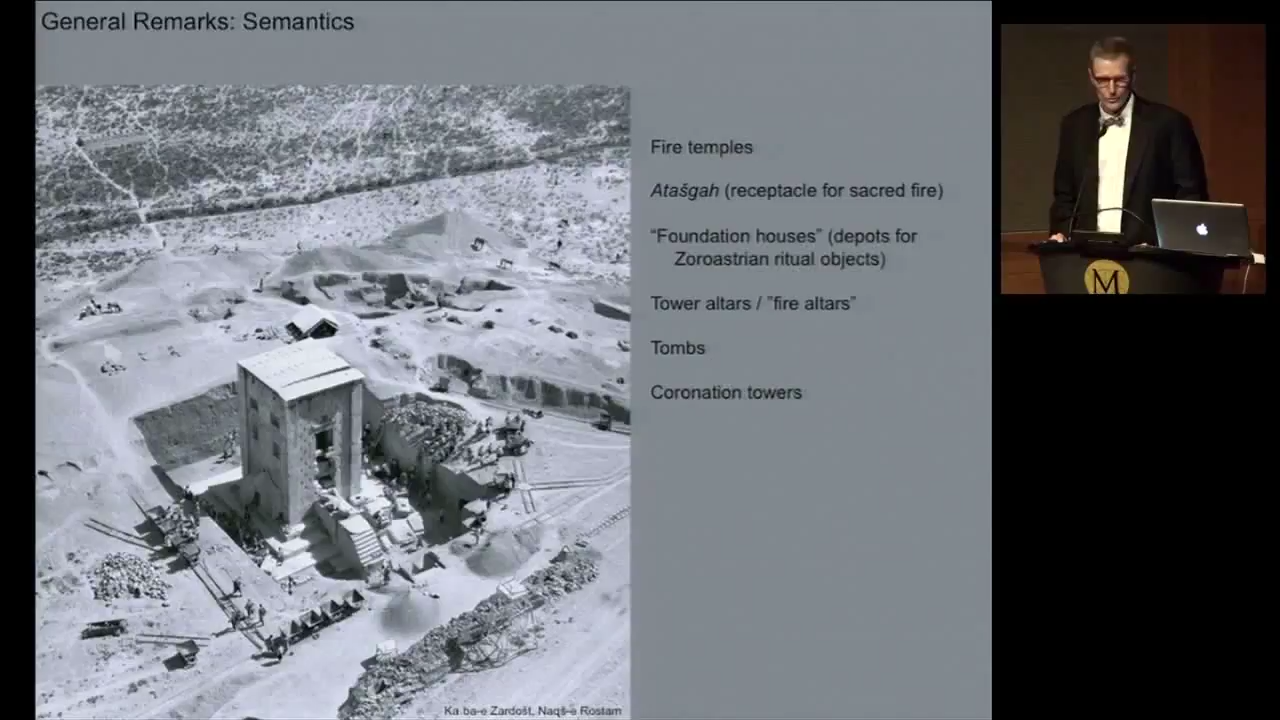 General Remarks: Semantics
Fire temples
Atašgah (receptacle for sacred fire)
“Foundation houses” (depots for
Zoroastrian ritual objects)
Tower altars / ”fire altars”
Tombs
Coronation towers
Ka ba-e Zardošt, Naqš-e Rostam
M